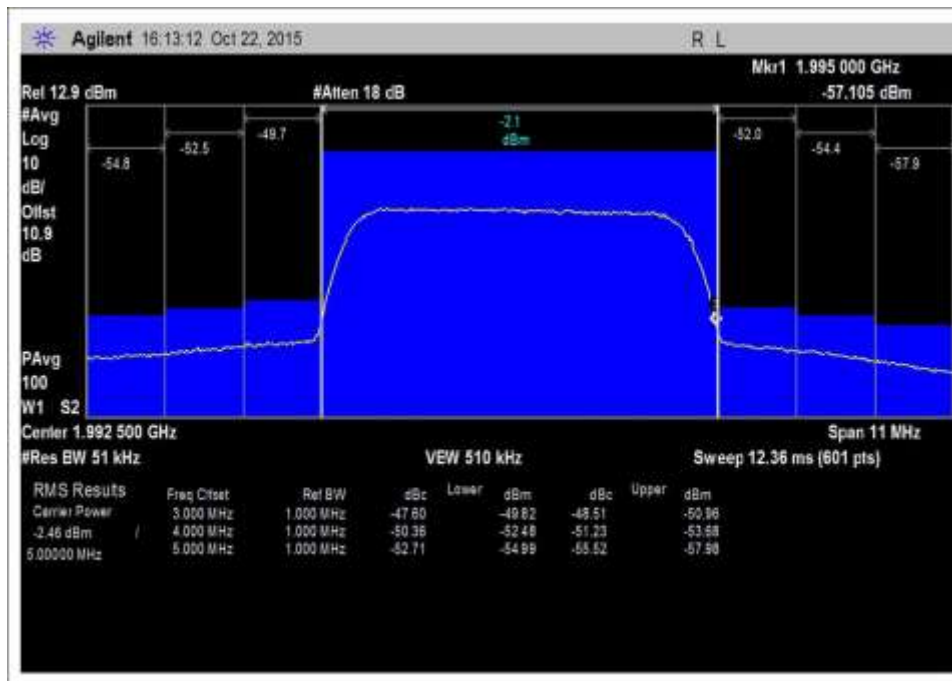 Agilent 16:13:12 Oct 22, 2015 R L
Mkr1 1.995 000 GHz
Ref 12.9 dBm #Atten 18 dB -57.105 dBm
#Avg
Log
10
dB/
Offst
10.9
dB
-54.8 -52.5 -49.7 -2.1 -52.0 -54.4 -57.9
dBm
PAvg
100
W1 S2
Center 1.992 500 GHz Span 11 MHz
#Res BW 51 kHz VBW 510 kHz Sweep 12.36 ms (601 pts)
RMS Results Freq Offset Ref BW dBc Lower dBm dBc Upper dBm
Carrier Power 3.000 MHz 1.000 MHz -47.60 -49.82 -48.51 -50.96
-2.46 dBm / 4.000 MHz 1.000 MHz -50.36 -52.48 -51.23 -53.68
5.00000 MHz 5.000 MHz 1.000 MHz -52.71 -54.99 -55.52 -57.98